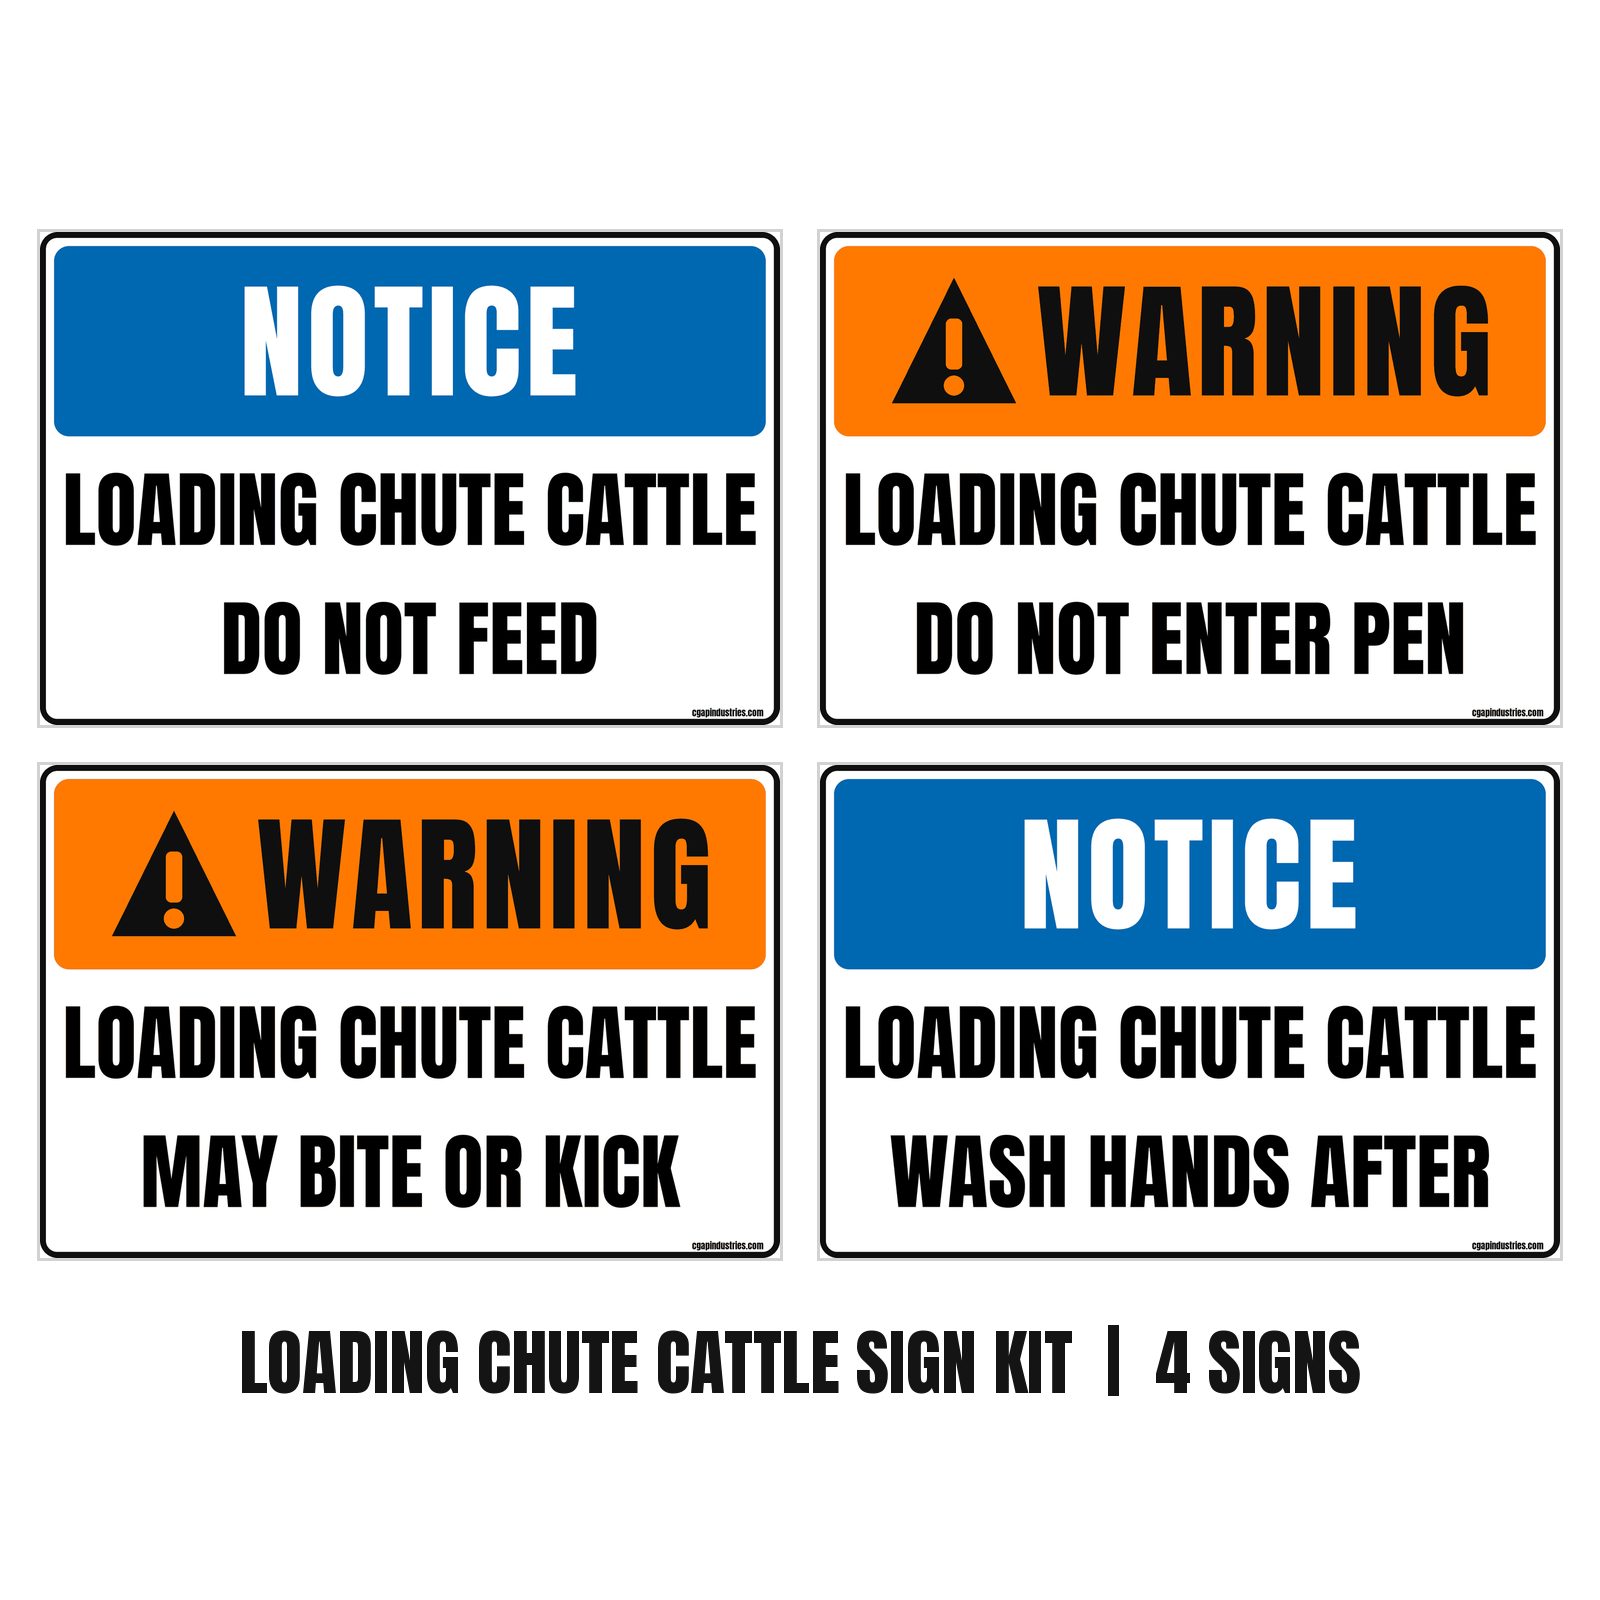 NOTICE
LOADING CHUTE CATTLE
DO NOT FEED
cgapindustries.com
WARNING
LOADING CHUTE CATTLE
DO NOT ENTER PEN
cgapindustries.com
WARNING
LOADING CHUTE CATTLE
MAY BITE OR KICK
cgapindustries.com
NOTICE
LOADING CHUTE CATTLE
WASH HANDS AFTER
cgapindustries.com
LOADING CHUTE CATTLE SIGN KIT | 4 SIGNS